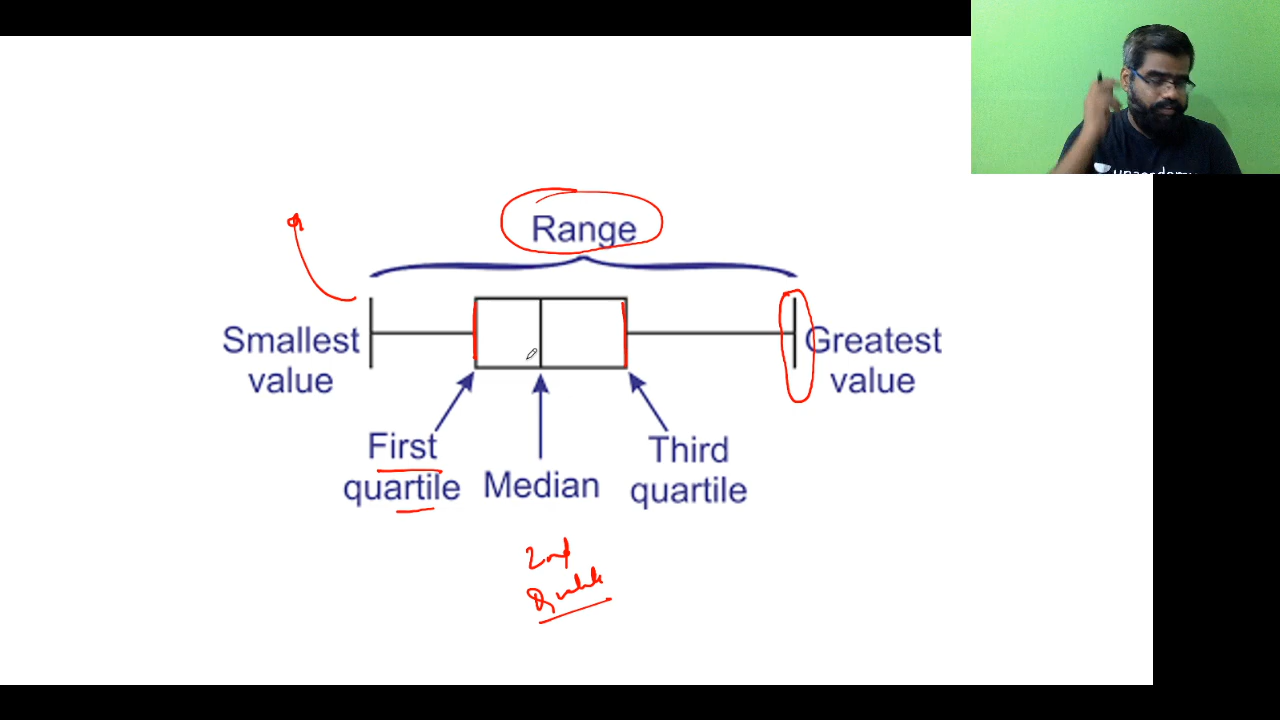 Range
Smallest
value
Greatest
value
First
quartile
Median
Third
quartile
2nd